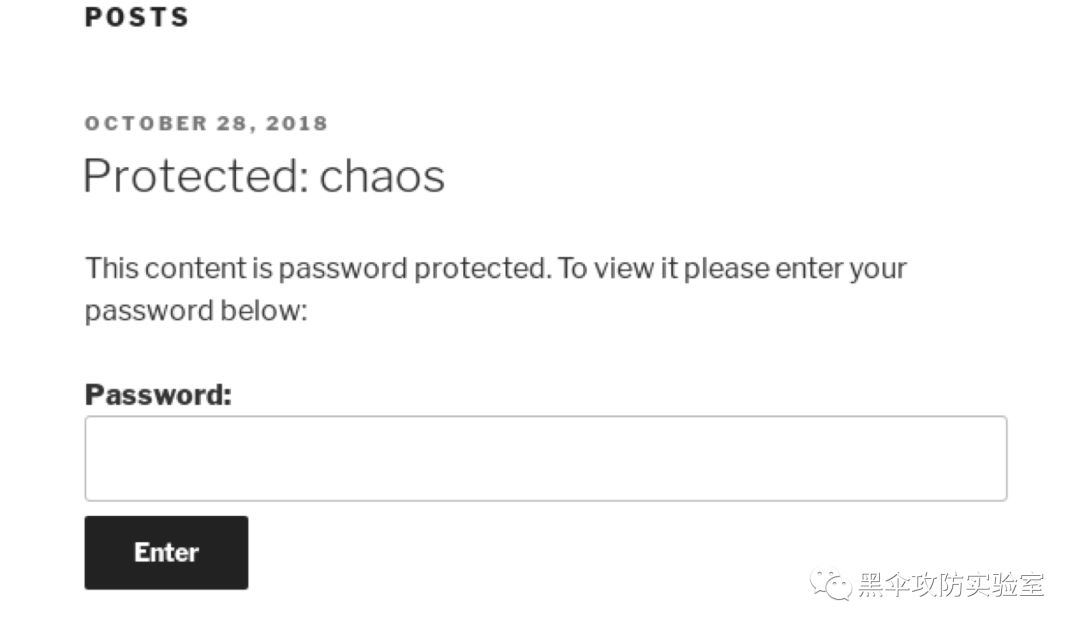 POSTS
OCTOBER 28, 2018
Protected: chaos
This content is password protected. To view it please enter your
password below:
Password:
Enter
黑伞攻防实验室